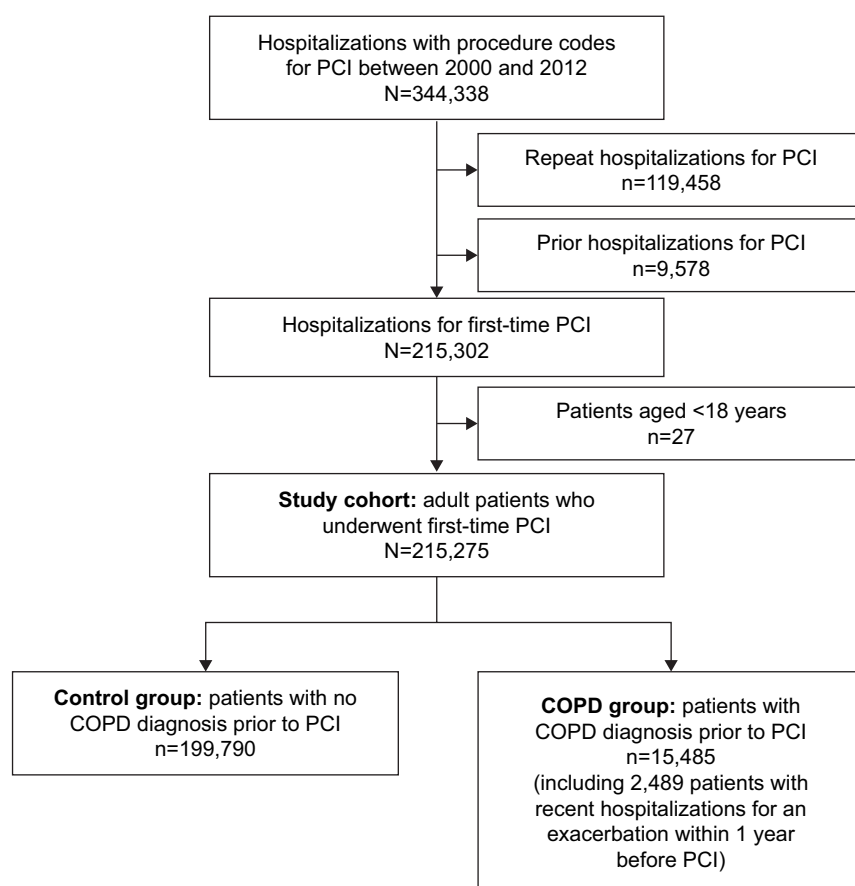 Hospitalizations with procedure codes
for PCI between 2000 and 2012
N=344,338
Repeat hospitalizations for PCI
n=119,458
Prior hospitalizations for PCI
n=9,578
Hospitalizations for first-time PCI
N=215,302
Patients aged <18 years
n=27
Study cohort: adult patients who
underwent first-time PCI
N=215,275
Control group: patients with no
COPD diagnosis prior to PCI
n=199,790
COPD group: patients with
COPD diagnosis prior to PCI
n=15,485
(including 2,489 patients with
recent hospitalizations for an
exacerbation within 1 year
before PCI)